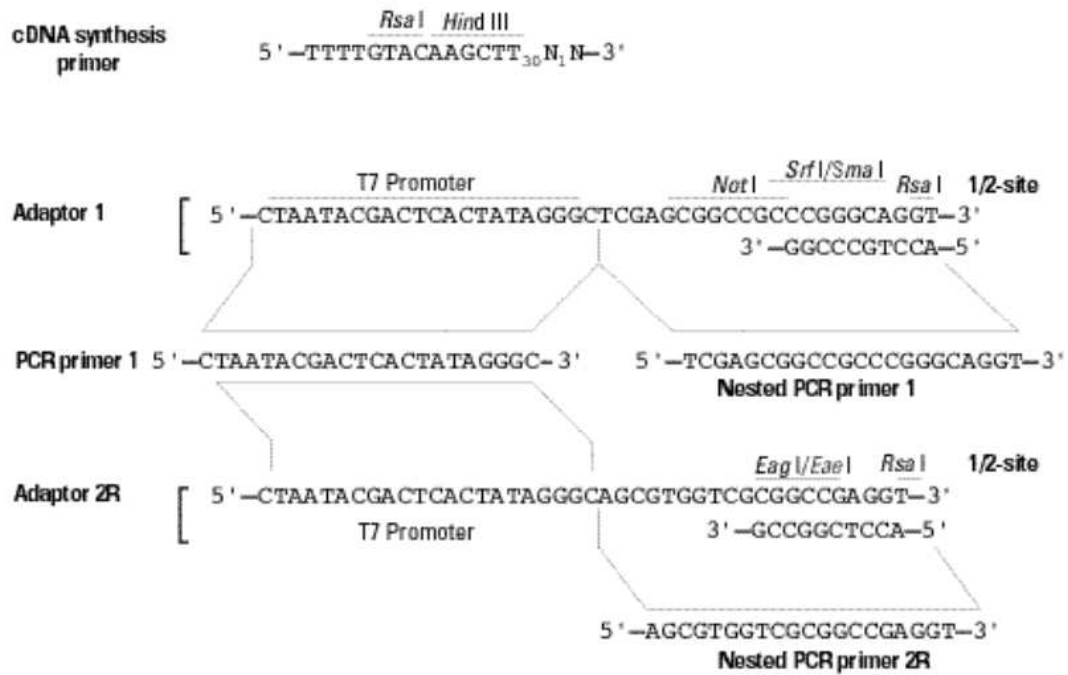 Rsa I Hind III
cDNA synthesis primer 5'–TTTTGTACAAGCTT30N1N–3'
T7 Promoter Not I Srf I/Sma I Rsa I 1/2-site
Adaptor 1 5'–CTAATACGACTCACTATAGGGCTCGAGCGGCCGCCCGGGCAGGT–3'
3'–GGCCCGTCCA–5'
PCR primer 1 5'–CTAATACGACTCACTATAGGGC–3' 5'–TCGAGCGGCCGCCCGGGCAGGT–3'
Nested PCR primer 1
Eag I/Eae I Rsa I 1/2-site
Adaptor 2R 5'–CTAATACGACTCACTATAGGGCAGCGTGGTCGCGGCCGAGGT–3'
T7 Promoter 3'–GCCGGCTCCA–5'
5'–AGCGTGGTCGCGGCCGAGGT–3'
Nested PCR primer 2R